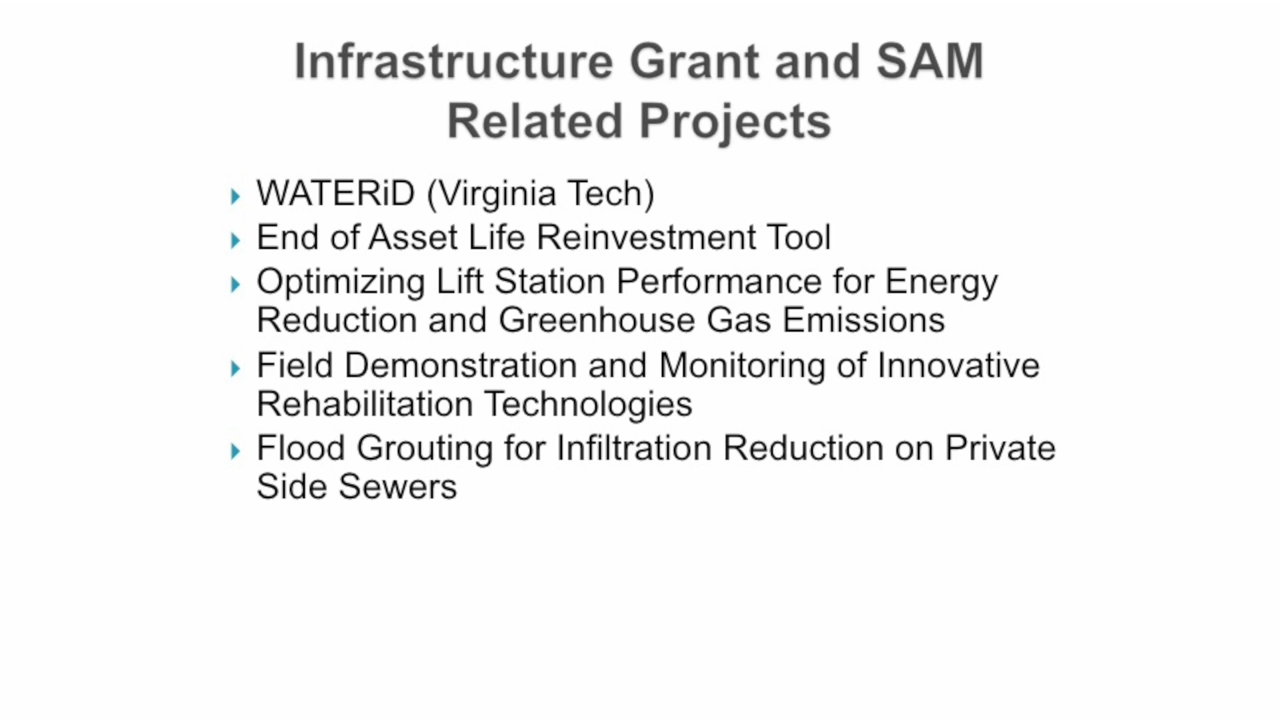 Infrastructure Grant and SAM
Related Projects
WATERiD (Virginia Tech)
End of Asset Life Reinvestment Tool
Optimizing Lift Station Performance for Energy
Reduction and Greenhouse Gas Emissions
Field Demonstration and Monitoring of Innovative
Rehabilitation Technologies
Flood Grouting for Infiltration Reduction on Private
Side Sewers